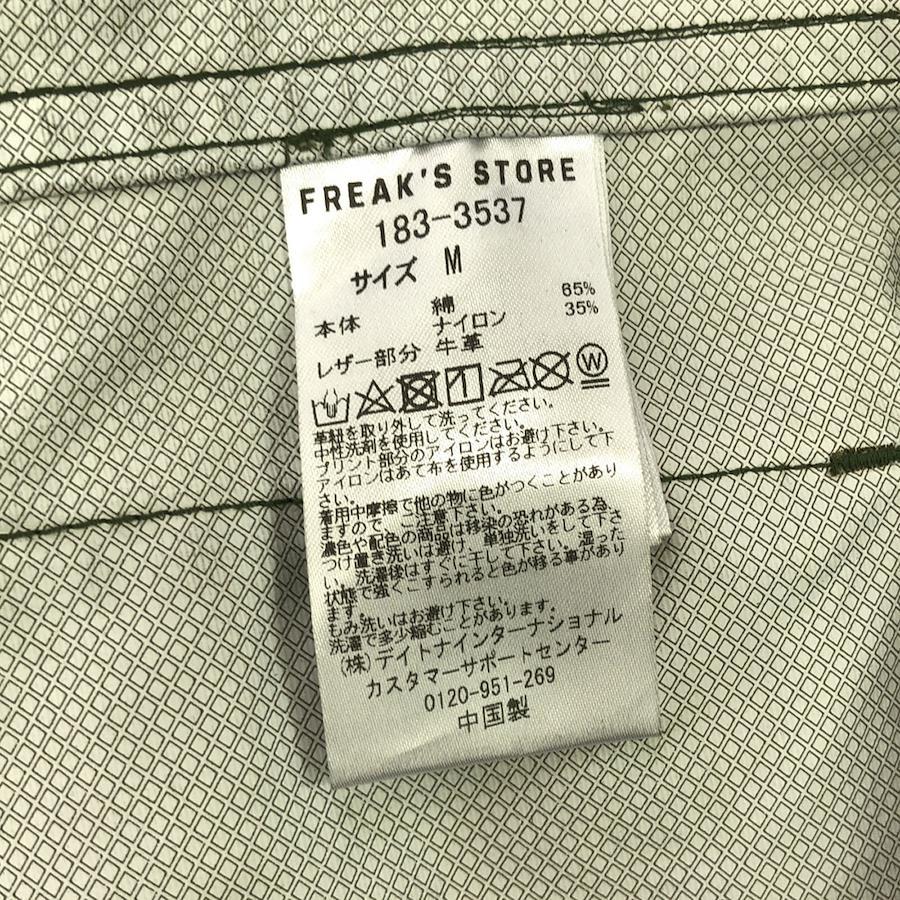 FREAK'S STORE
183-3537
サイズ M
本体 綿 65%
ナイロン 35%
レザー部分 牛革
W
革紐を取り外して洗ってください。
中性洗剤を使用してください。
プリント部分のアイロンはお避け下さい。
アイロンはあて布を使用するようにして下
さい。
着用中摩擦で他の物に色がつくことがあり
ますので、ご注意下さい。
濃色や配色の商品は移染の恐れがある為、
つけ置き洗いは避け、単独洗いをして下さ
い。洗濯後はすぐに干して下さい。湿った
状態で強くこすられると色が移る事があり
ます。
もみ洗いはお避け下さい。
洗濯で多少縮むことがあります。
(株)デイトナインターナショナル
カスタマーサポートセンター
0120-951-269
中国製